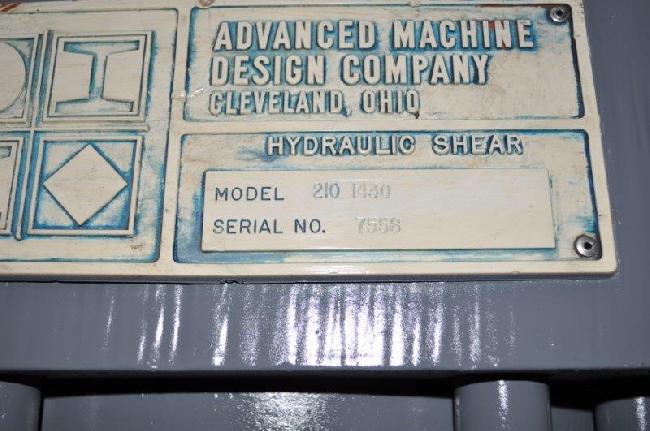 ADVANCED MACHINE
DESIGN COMPANY
CLEVELAND, OHIO
HYDRAULIC SHEAR
MODEL 210 1430
SERIAL NO. 7558